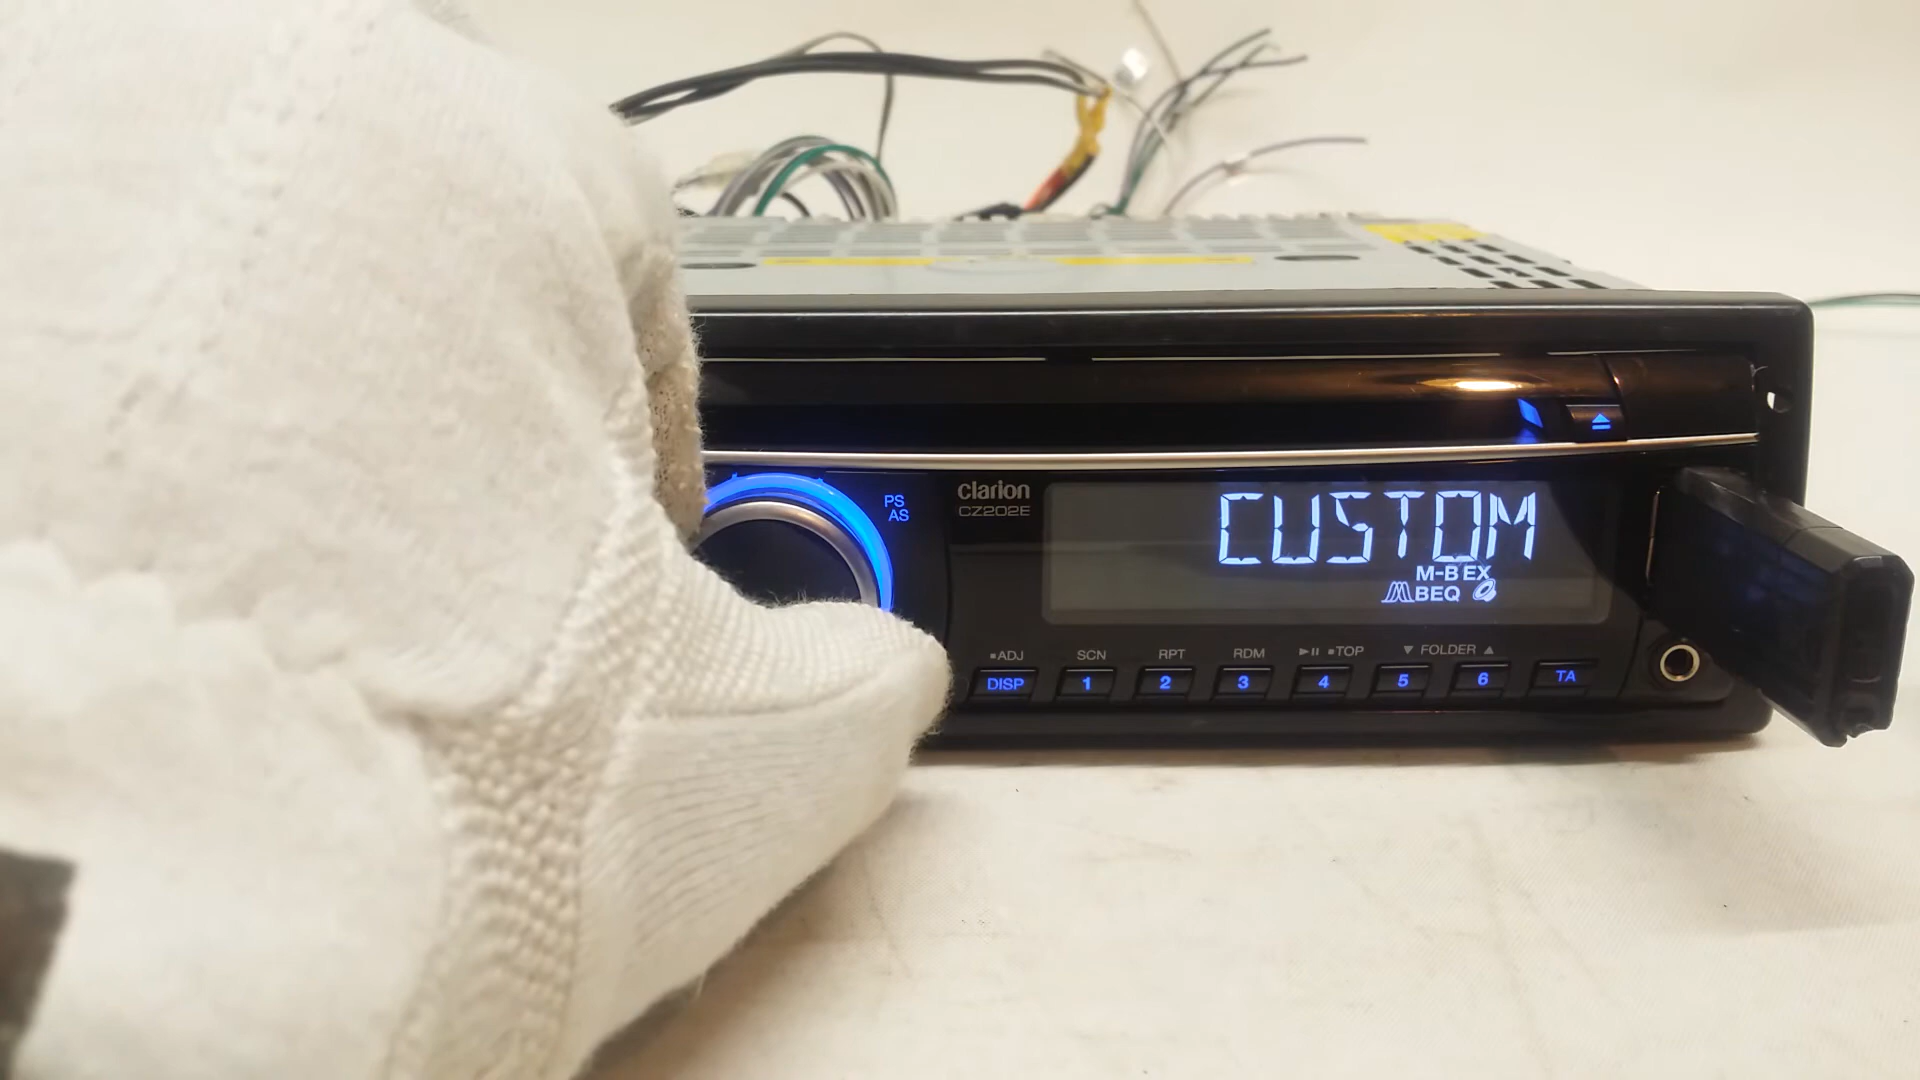 PS
AS
clarion
CZ202E
CUSTOM
M-B EX
BEQ
ADJ SCN RPT RDM TOP FOLDER
DISP 1 2 3 4 5 6 TA